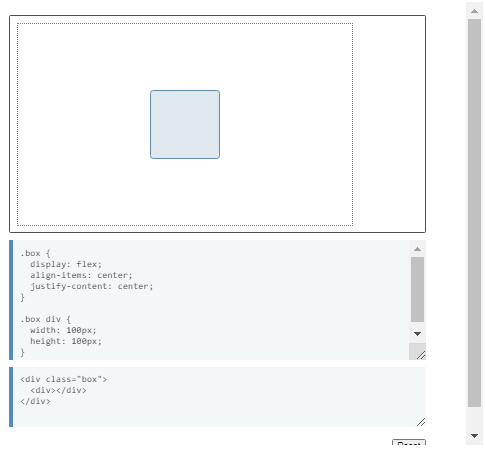 .box {
  display: flex;
  align-items: center;
  justify-content: center;
}

.box div {
  width: 100px;
  height: 100px;
}
<div class="box">
  <div></div>
</div>